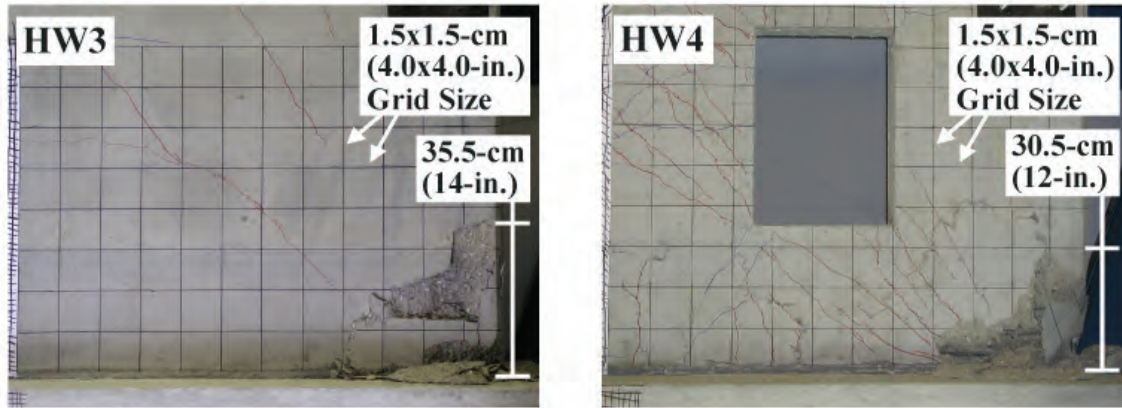 HW3
1.5x1.5-cm
(4.0x4.0-in.)
Grid Size
35.5-cm
(14-in.)
HW4
1.5x1.5-cm
(4.0x4.0-in.)
Grid Size
30.5-cm
(12-in.)